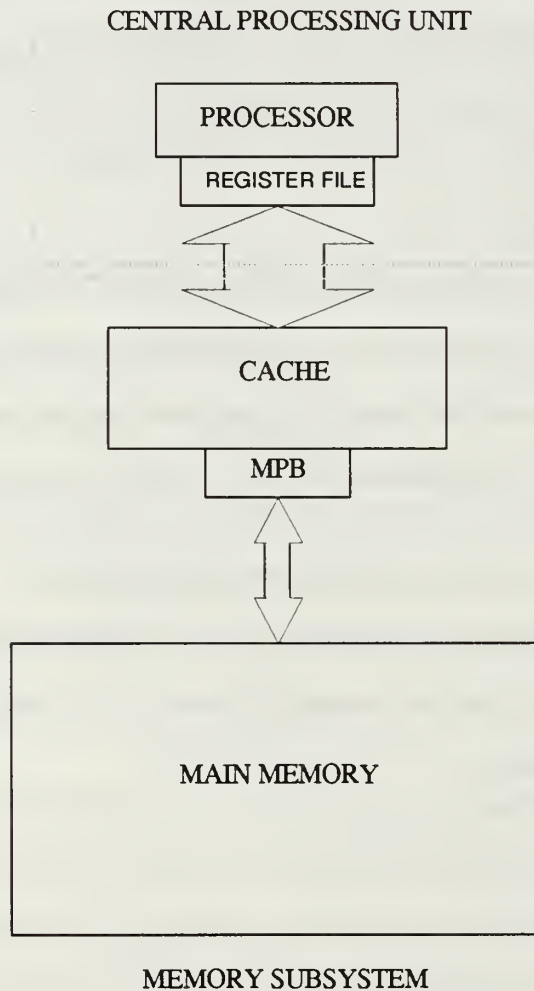 CENTRAL PROCESSING UNIT
PROCESSOR
REGISTER FILE
CACHE
MPB
MAIN MEMORY
MEMORY SUBSYSTEM